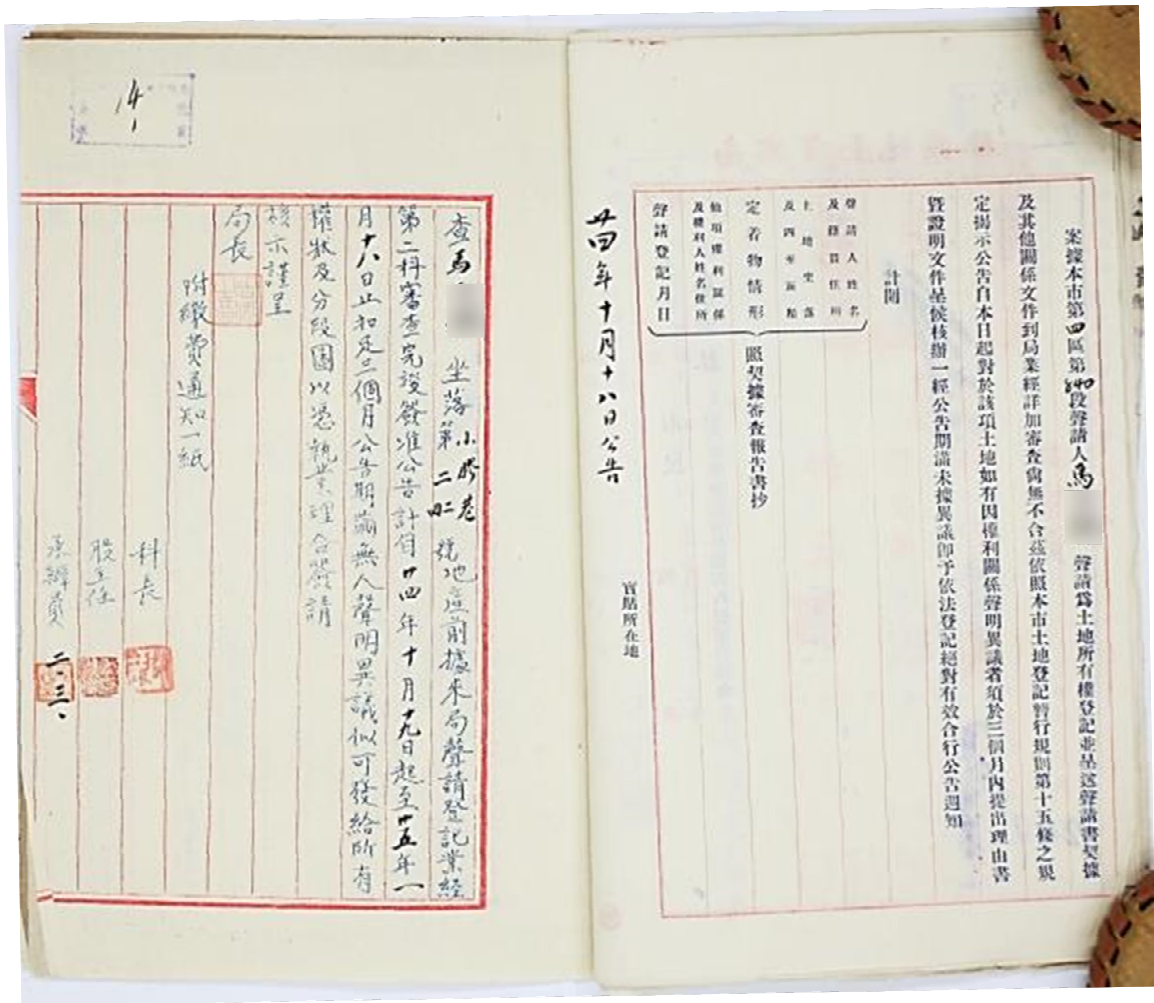 案據本市第四區第840段聲請人馬 聲請爲土地所有權登記並呈送聲請書契據
及其他關係文件到局業經詳加審查尙無不合茲依照本市土地登記暫行規則第十五條之規
定揭示公告自本日起對於該項土地如有因權利關係聲明異議者須於三個月內提出理由書
曁證明文件呈候核辦一經公告期滿未據異議卽予依法登記絕對有效合行公告週知
計開
聲請人姓名
及籍貫住所
土地坐落
及四至面積
定着物情形
他項權利關係
及權利人姓名住所
聲請登記月日
照契據審查報告書抄
廿四年十月十八日公告
實貼所在地
14
1
查馬 坐落小膠巷
第二四二號地產前據來局聲請登記業經
第二科審查完竣簽准公告計自廿四年十月十九日起至廿五年一
月十八日止扣足三個月公告期滿無人聲明異議似可發給所有
權狀及分段圖以憑執業理合簽請
核示謹呈
局長
附繳費通知一紙
科長
股主任
承辦員
二.三.